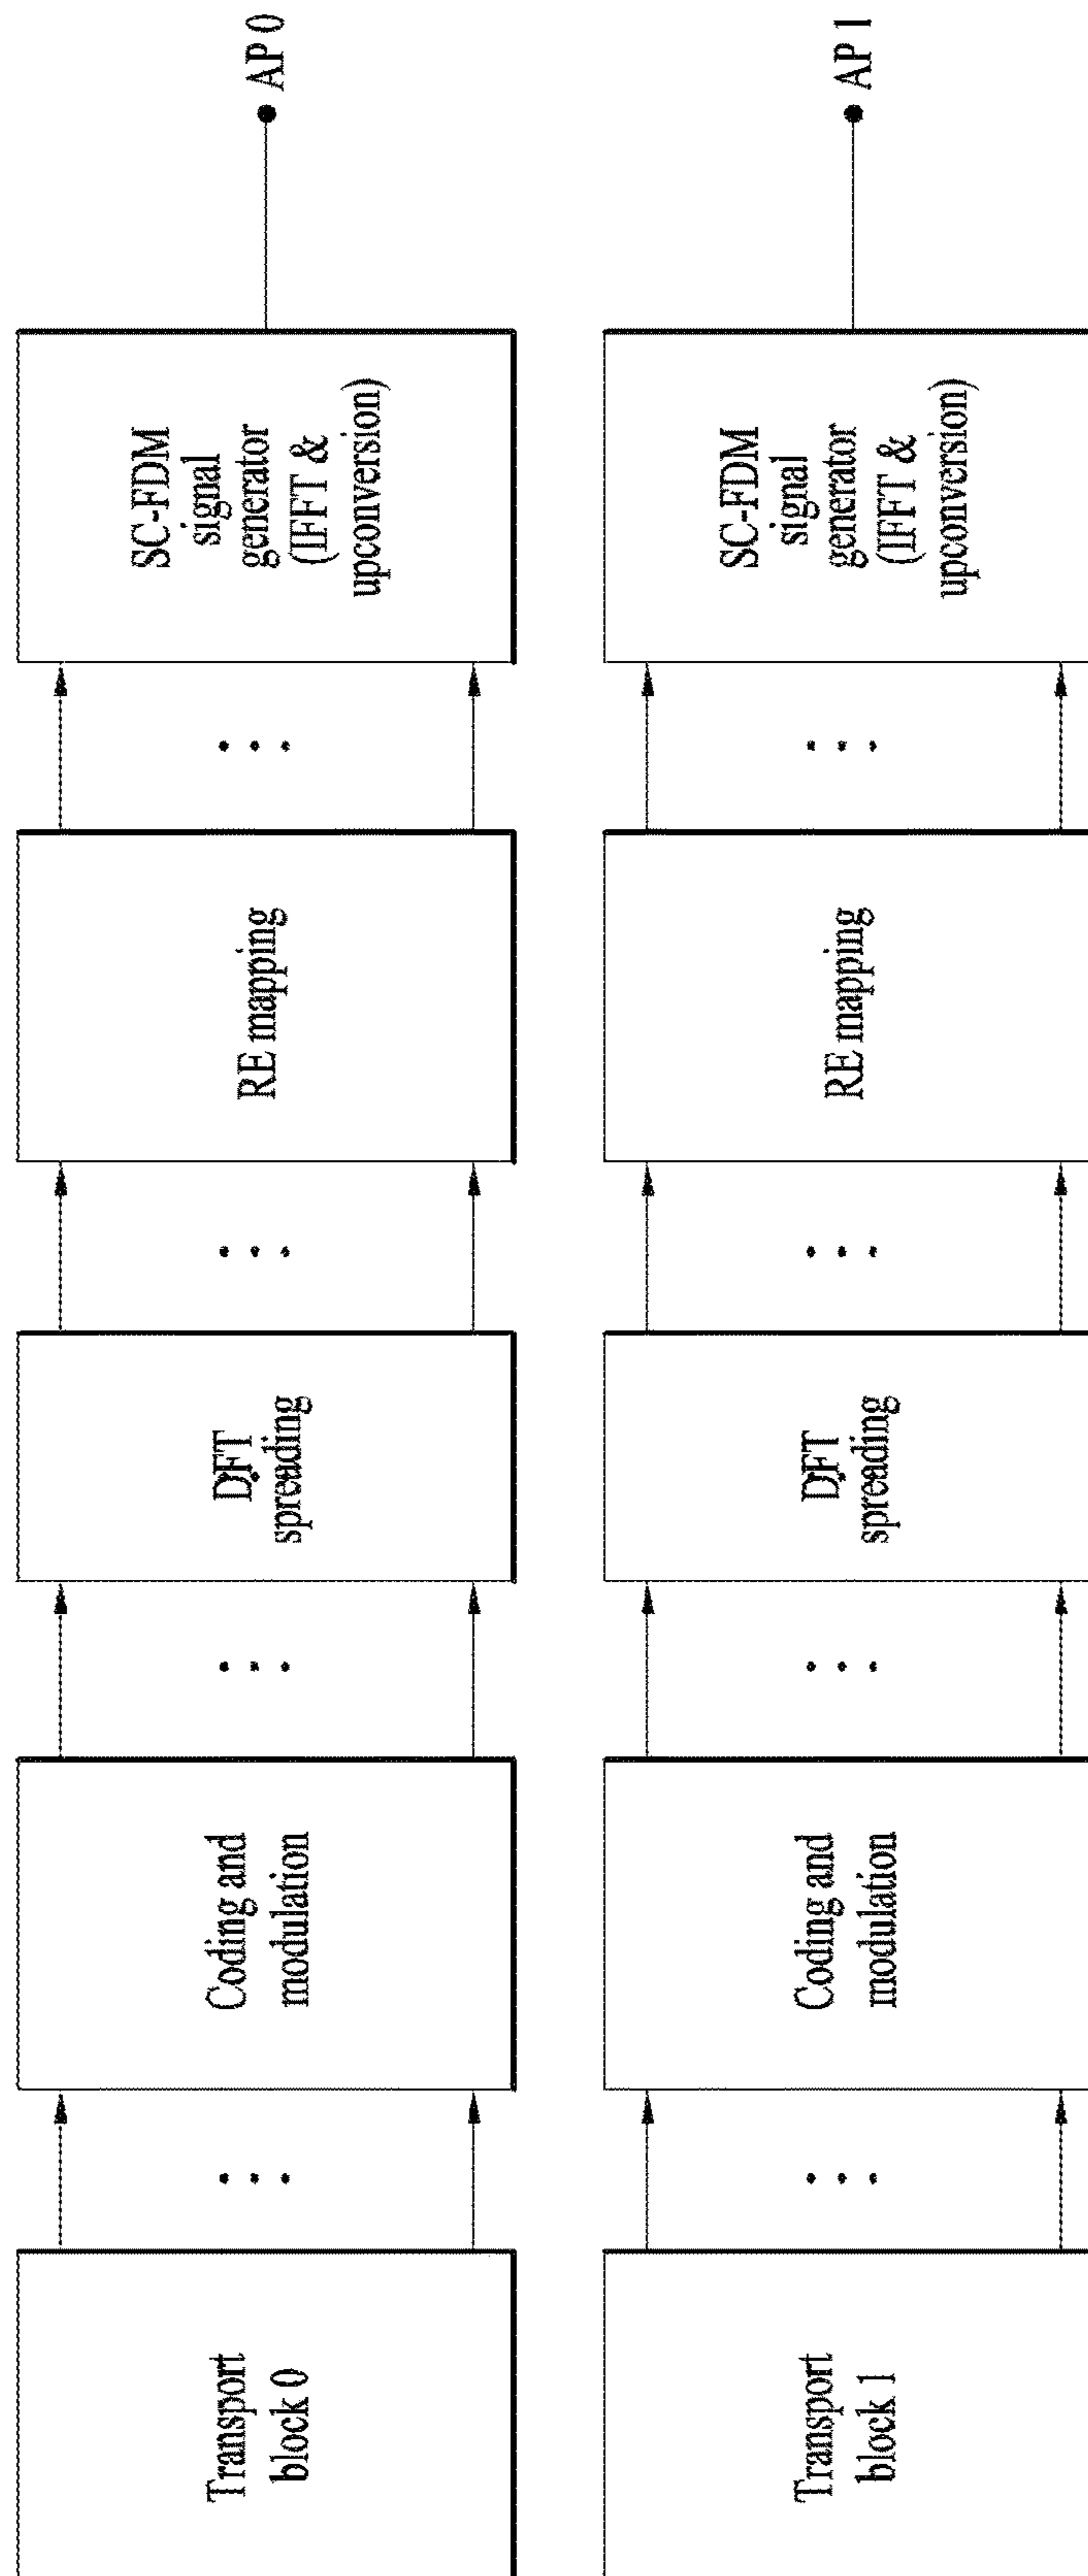 Transport
block 0
Coding and
modulation
DFT
spreading
RE mapping
SC-FDM
signal
generator
(IFFT &
upconversion)
AP 0
Transport
block 1
Coding and
modulation
DFT
spreading
RE mapping
SC-FDM
signal
generator
(IFFT &
upconversion)
AP 1